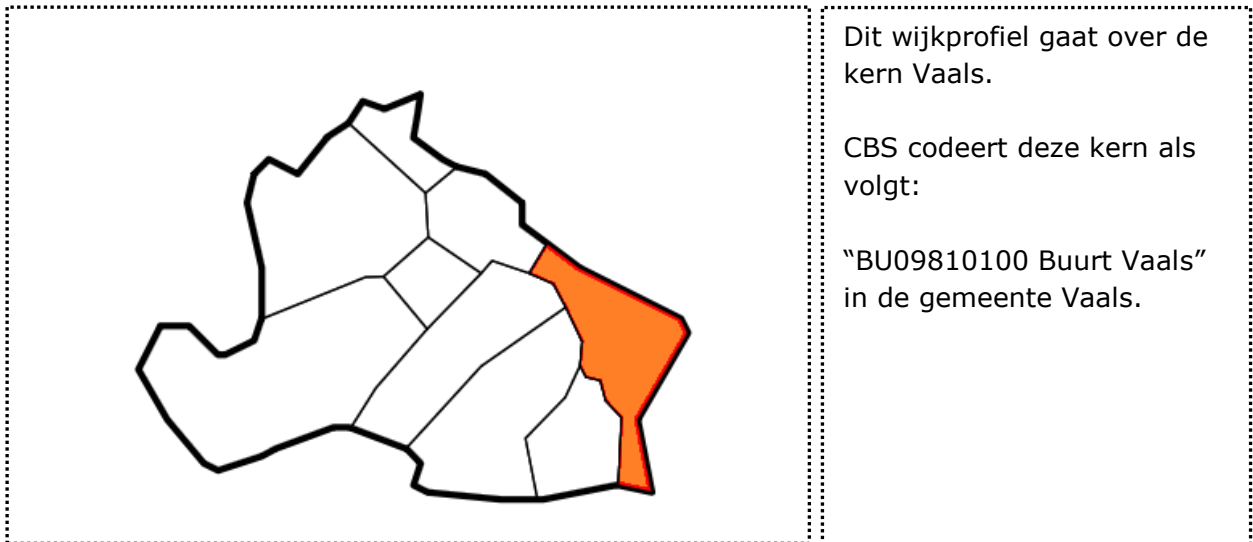 Dit wijkprofiel gaat over de
kern Vaals.
CBS codeert deze kern als
volgt:
“BU09810100 Buurt Vaals”
in de gemeente Vaals.